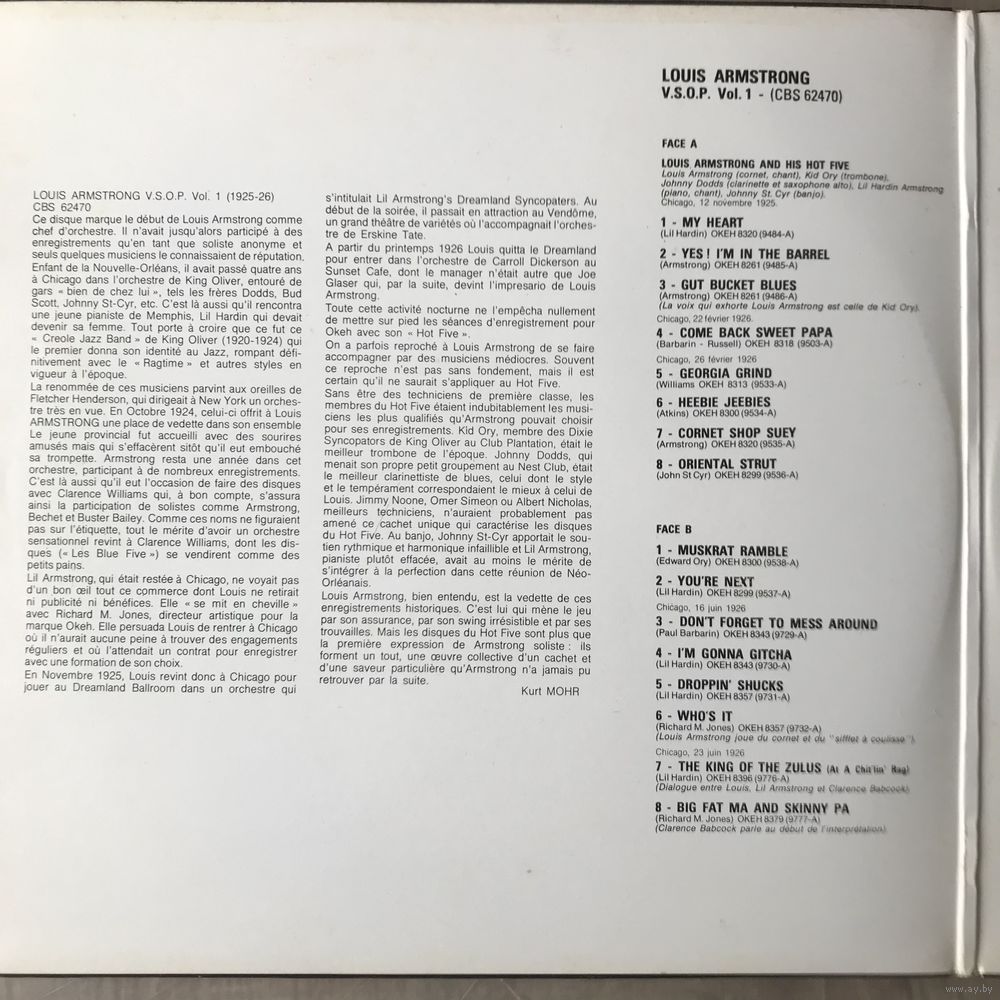 LOUIS ARMSTRONG V.S.O.P. Vol. 1 (1925-26)
CBS 62470
Ce disque marque le début de Louis Armstrong comme
chef d'orchestre. Il n'avait jusqu'alors participé à des
enregistrements qu'en tant que soliste anonyme et
seuls quelques musiciens le connaissaient de réputation.
Enfant de la Nouvelle-Orléans, il avait passé quatre ans
à Chicago dans l'orchestre de King Oliver, entouré de
gars « bien de chez lui », tels les frères Dodds, Bud
Scott, Johnny St-Cyr, etc. C'est là aussi qu'il rencontra
une jeune pianiste de Memphis, Lil Hardin qui devait
devenir sa femme. Tout porte à croire que ce fut ce
« Creole Jazz Band » de King Oliver (1920-1924) qui
le premier donna son identité au Jazz, rompant défi-
nitivement avec le « Ragtime » et autres styles en
vigueur à l'époque.
La renommée de ces musiciens parvint aux oreilles de
Fletcher Henderson, qui dirigeait à New York un orches-
tre très en vue. En Octobre 1924, celui-ci offrit à Louis
ARMSTRONG une place de vedette dans son ensemble
Le jeune provincial fut accueilli avec des sourires
amusés mais qui s'effacèrent sitôt qu'il eut embouché
sa trompette. Armstrong resta une année dans cet
orchestre, participant à de nombreux enregistrements.
C'est là aussi qu'il eut l'occasion de faire des disques
avec Clarence Williams qui, à bon compte, s'assura
ainsi la participation de solistes comme Armstrong,
Bechet et Buster Bailey. Comme ces noms ne figuraient
pas sur l'étiquette, tout le mérite d'avoir un orchestre
sensationnel revint à Clarence Williams, dont les dis-
ques (« Les Blue Five ») se vendirent comme des
petits pains.
Lil Armstrong, qui était restée à Chicago, ne voyait pas
d'un bon œil tout ce commerce dont Louis ne retirait
ni publicité ni bénéfices. Elle « se mit en cheville »
avec Richard M. Jones, directeur artistique pour la
marque Okeh. Elle persuada Louis de rentrer à Chicago
où il n'aurait aucune peine à trouver des engagements
réguliers et où l'attendait un contrat pour enregistrer
avec une formation de son choix.
En Novembre 1925, Louis revint donc à Chicago pour
jouer au Dreamland Ballroom dans un orchestre qui
s'intitulait Lil Armstrong's Dreamland Syncopaters. Au
début de la soirée, il passait en attraction au Vendôme,
un grand théâtre de variétés où l'accompagnait l'orches-
tre de Erskine Tate.
A partir du printemps 1926 Louis quitta le Dreamland
pour entrer dans l'orchestre de Carroll Dickerson au
Sunset Cafe, dont le manager n'était autre que Joe
Glaser qui, par la suite, devint l'impresario de Louis
Armstrong.
Toute cette activité nocturne ne l'empêcha nullement
de mettre sur pied les séances d'enregistrement pour
Okeh avec son « Hot Five ».
On a parfois reproché à Louis Armstrong de se faire
accompagner par des musiciens médiocres. Souvent
ce reproche n'est pas sans fondement, mais il est
certain qu'il ne saurait s'appliquer au Hot Five.
Sans être des techniciens de première classe, les
membres du Hot Five étaient indubitablement les musi-
ciens les plus qualifiés qu'Armstrong pouvait choisir
pour ses enregistrements. Kid Ory, membre des Dixie
Syncopators de King Oliver au Club Plantation, était le
meilleur trombone de l'époque. Johnny Dodds, qui
menait son propre petit groupement au Nest Club, était
le meilleur clarinettiste de blues, celui dont le style
et le tempérament correspondaient le mieux à celui de
Louis. Jimmy Noone, Omer Simeon ou Albert Nicholas,
meilleurs techniciens, n'auraient probablement pas
amené ce cachet unique qui caractérise les disques
du Hot Five. Au banjo, Johnny St-Cyr apportait le sou-
tien rythmique et harmonique infaillible et Lil Armstrong,
pianiste plutôt effacée, avait au moins le mérite de
s'intégrer à la perfection dans cette réunion de Néo-
Orléanais.
Louis Armstrong, bien entendu, est la vedette de ces
enregistrements historiques. C'est lui qui mène le jeu
par son assurance, par son swing irrésistible et par ses
trouvailles. Mais les disques du Hot Five sont plus que
la première expression de Armstrong soliste : ils
forment un tout, une œuvre collective d'un cachet et
d'une saveur particulière qu'Armstrong n'a jamais pu
retrouver par la suite.
Kurt MOHR
LOUIS ARMSTRONG
V.S.O.P. Vol. 1 - (CBS 62470)
FACE A
LOUIS ARMSTRONG AND HIS HOT FIVE
Louis Armstrong (cornet, chant), Kid Ory (trombone),
Johnny Dodds (clarinette et saxophone alto), Lil Hardin Armstrong
(piano, chant), Johnny St. Cyr (banjo).
Chicago, 12 novembre 1925.
1 - MY HEART
(Lil Hardin) OKEH 8320 (9484-A)
2 - YES ! I'M IN THE BARREL
(Armstrong) OKEH 8261 (9485-A)
3 - GUT BUCKET BLUES
(Armstrong) OKEH 8261 (9486-A)
(La voix qui exhorte Louis Armstrong est celle de Kid Ory).
Chicago, 22 février 1926.
4 - COME BACK SWEET PAPA
(Barbarin - Russell) OKEH 8318 (9503-A)
Chicago, 26 février 1926
5 - GEORGIA GRIND
(Williams OKEH 8313 (9533-A)
6 - HEEBIE JEEBIES
(Atkins) OKEH 8300 (9534-A)
7 - CORNET SHOP SUEY
(Armstrong) OKEH 8320 (9535-A)
8 - ORIENTAL STRUT
(John St Cyr) OKEH 8299 (9536-A)
FACE B
1 - MUSKRAT RAMBLE
(Edward Ory) OKEH 8300 (9538-A)
2 - YOU'RE NEXT
(Lil Hardin) OKEH 8299 (9537-A)
Chicago, 16 juin 1926
3 - DON'T FORGET TO MESS AROUND
(Paul Barbarin) OKEH 8343 (9729-A)
4 - I'M GONNA GITCHA
(Lil Hardin) OKEH 8343 (9730-A)
5 - DROPPIN' SHUCKS
(Lil Hardin) OKEH 8357 (9731-A)
6 - WHO'S IT
(Richard M. Jones) OKEH 8357 (9732-A)
(Louis Armstrong joue du cornet et du "sifflet à coulisse").
Chicago, 23 juin 1926
7 - THE KING OF THE ZULUS (At A Chit'lin' Rag)
(Lil Hardin) OKEH 8396 (9776-A)
(Dialogue entre Louis, Lil Armstrong et Clarence Babcock)
8 - BIG FAT MA AND SKINNY PA
(Richard M. Jones) OKEH 8379 (9777-A)
(Clarence Babcock parle au début de l'interprétation)
www.ay.by